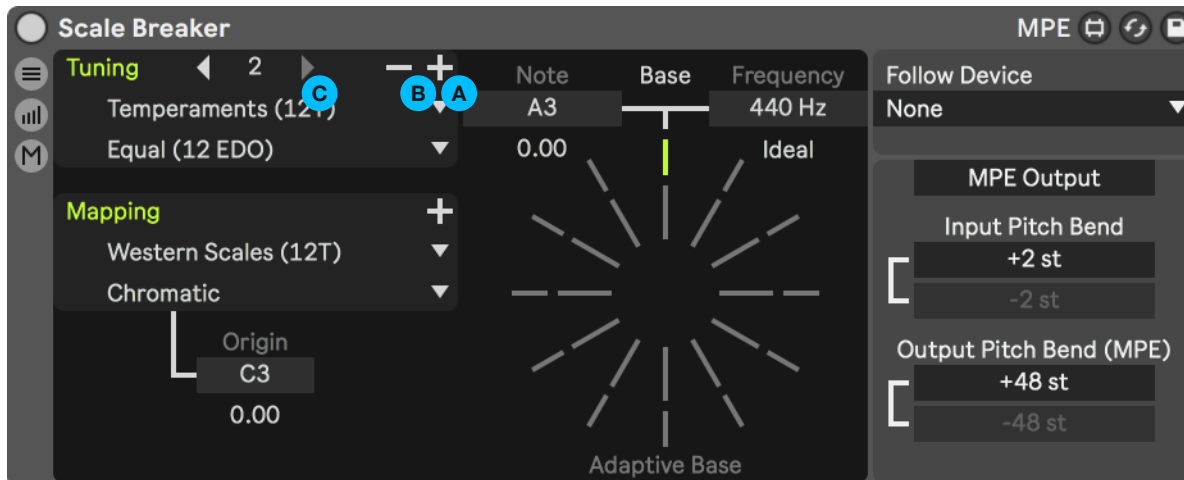 Scale Breaker
MPE
Tuning
2
C
B
A
Temperaments (12T)
Equal (12 EDO)
Mapping
Western Scales (12T)
Chromatic
Origin
C3
0.00
Note
Base
Frequency
A3
440 Hz
0.00
Ideal
Adaptive Base
Follow Device
None
MPE Output
Input Pitch Bend
+2 st
-2 st
Output Pitch Bend (MPE)
+48 st
-48 st
M